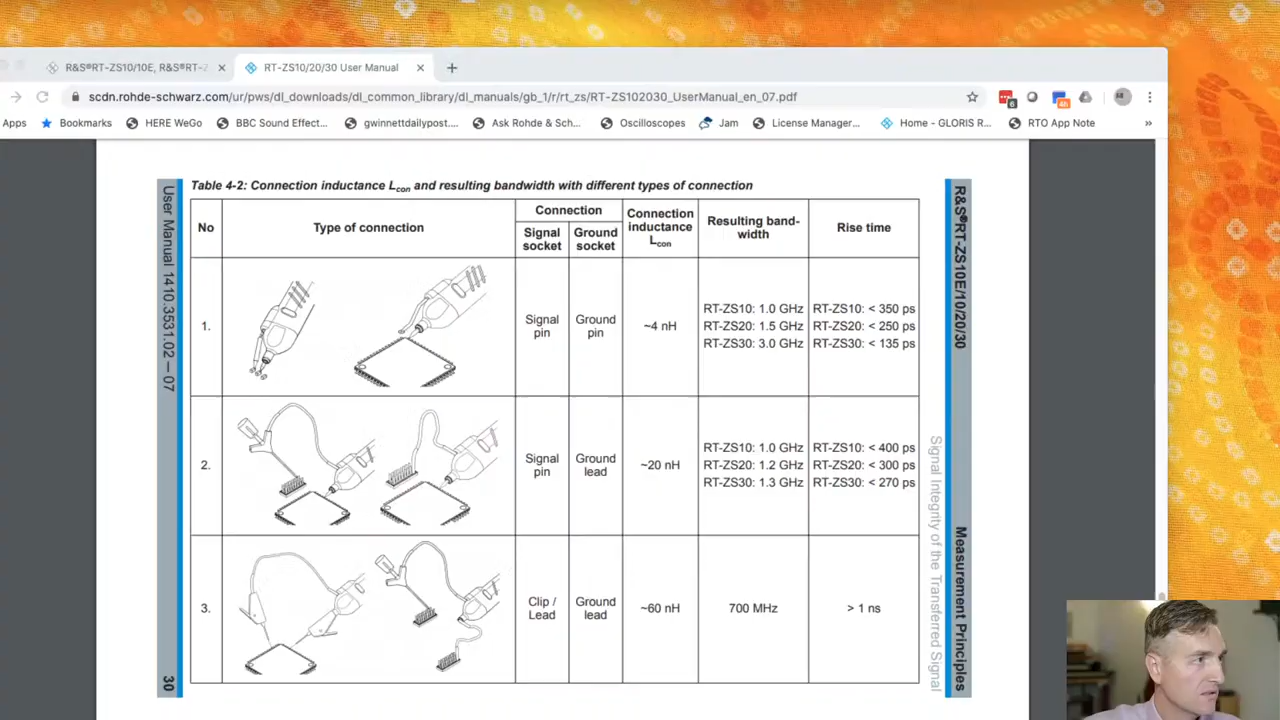 R&S®RT-ZS10/10E, R&S®RT-Z
RT-ZS10/20/30 User Manual
scdn.rohde-schwarz.com/ur/pws/dl_downloads/dl_common_library/dl_manuals/gb_1/r/rt_zs/RT-ZS102030_UserManual_en_07.pdf
6
46
Apps
Bookmarks
HERE WeGo
BBC Sound Effect...
gwinnettdailypost....
Ask Rohde & Sch...
Oscilloscopes
Jam
License Manager...
Home - GLORIS R...
RTO App Note
»
Table 4-2: Connection inductance Lcon and resulting bandwidth with different types of connection
No
Type of connection
Connection
Signal
socket
Ground
socket
Connection
inductance
Lcon
Resulting band-
width
Rise time
1.
Signal
pin
Ground
pin
~4 nH
RT-ZS10: 1.0 GHz
RT-ZS20: 1.5 GHz
RT-ZS30: 3.0 GHz
RT-ZS10: < 350 ps
RT-ZS20: < 250 ps
RT-ZS30: < 135 ps
2.
Signal
pin
Ground
lead
~20 nH
RT-ZS10: 1.0 GHz
RT-ZS20: 1.2 GHz
RT-ZS30: 1.3 GHz
RT-ZS10: < 400 ps
RT-ZS20: < 300 ps
RT-ZS30: < 270 ps
3.
Clip /
Lead
Ground
lead
~60 nH
700 MHz
> 1 ns
User Manual 1410.3531.02 – 07
30
R&S®RT-ZS10E/10/20/30
Measurement Principles
Signal Integrity of the Transferred Signal